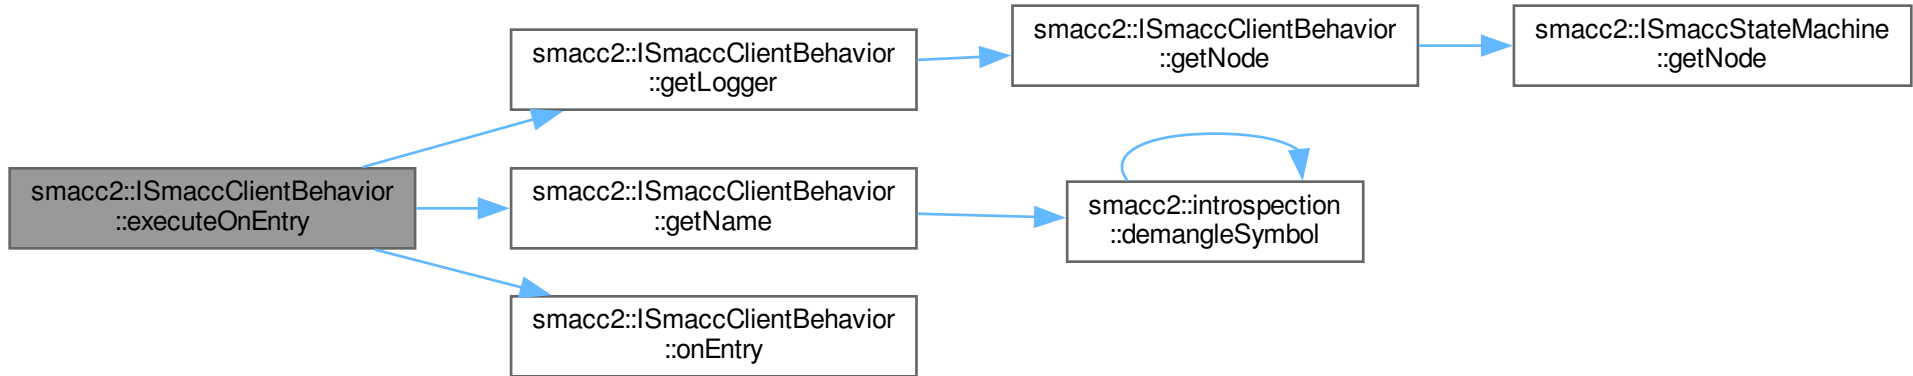 smacc2::ISmaccClientBehavior
::executeOnEntry
smacc2::ISmaccClientBehavior
::getLogger
smacc2::ISmaccClientBehavior
::getNode
smacc2::ISmaccStateMachine
::getNode
smacc2::ISmaccClientBehavior
::getName
smacc2::introspection
::demangleSymbol
smacc2::ISmaccClientBehavior
::onEntry